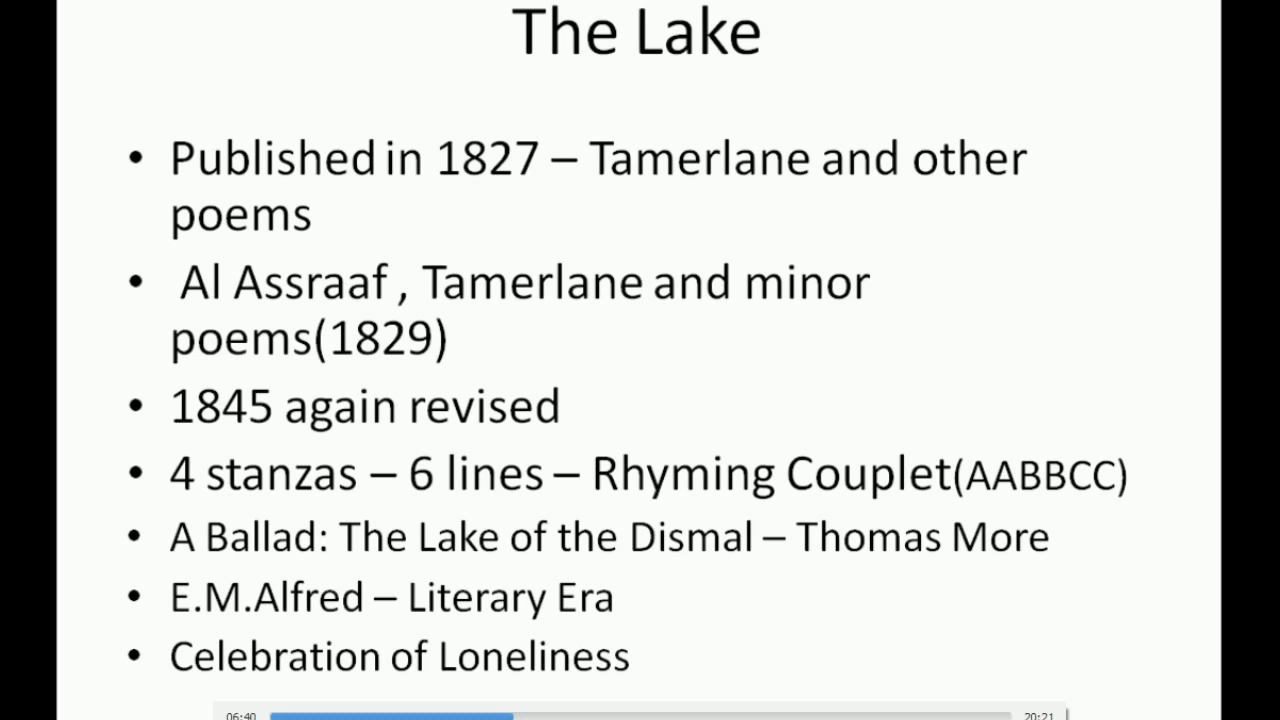 The Lake
• Published in 1827 – Tamerlane and other
poems
• Al Assraaf , Tamerlane and minor
poems(1829)
• 1845 again revised
• 4 stanzas – 6 lines – Rhyming Couplet(AABBCC)
• A Ballad: The Lake of the Dismal – Thomas More
• E.M.Alfred – Literary Era
• Celebration of Loneliness
06:40 20:21